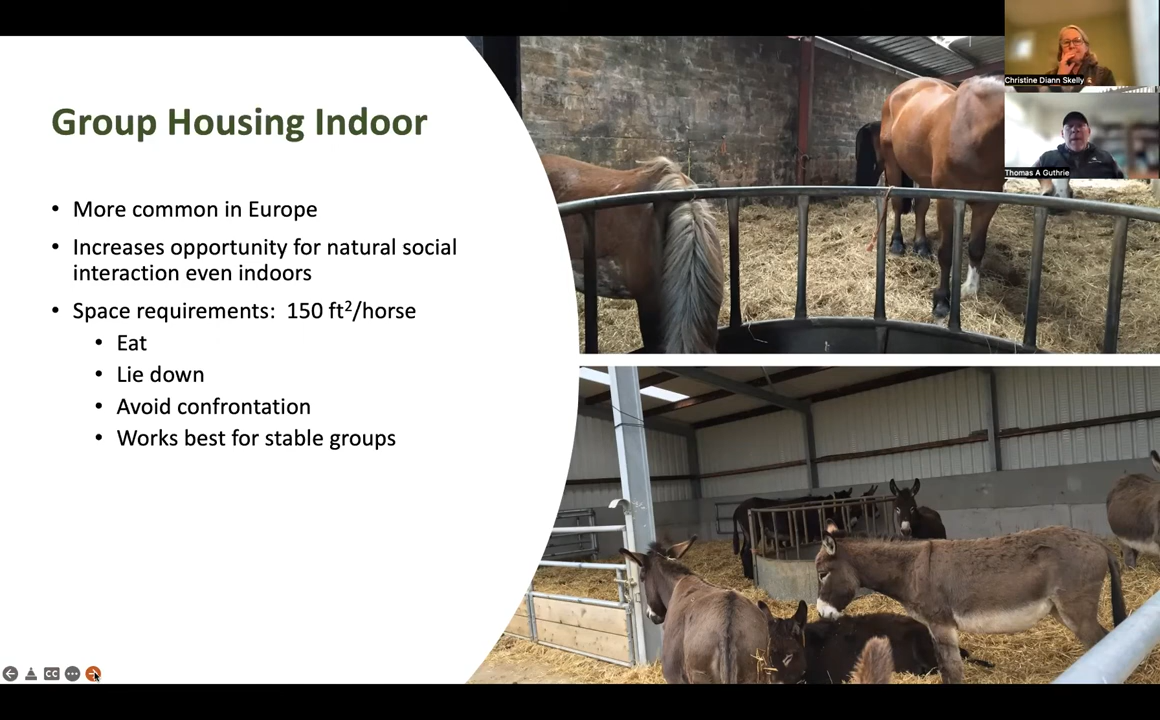 Group Housing Indoor
• More common in Europe
• Increases opportunity for natural social
interaction even indoors
• Space requirements: 150 ft²/horse
• Eat
• Lie down
• Avoid confrontation
• Works best for stable groups
Christine Diann Skelly
Thomas A Guthrie
CC